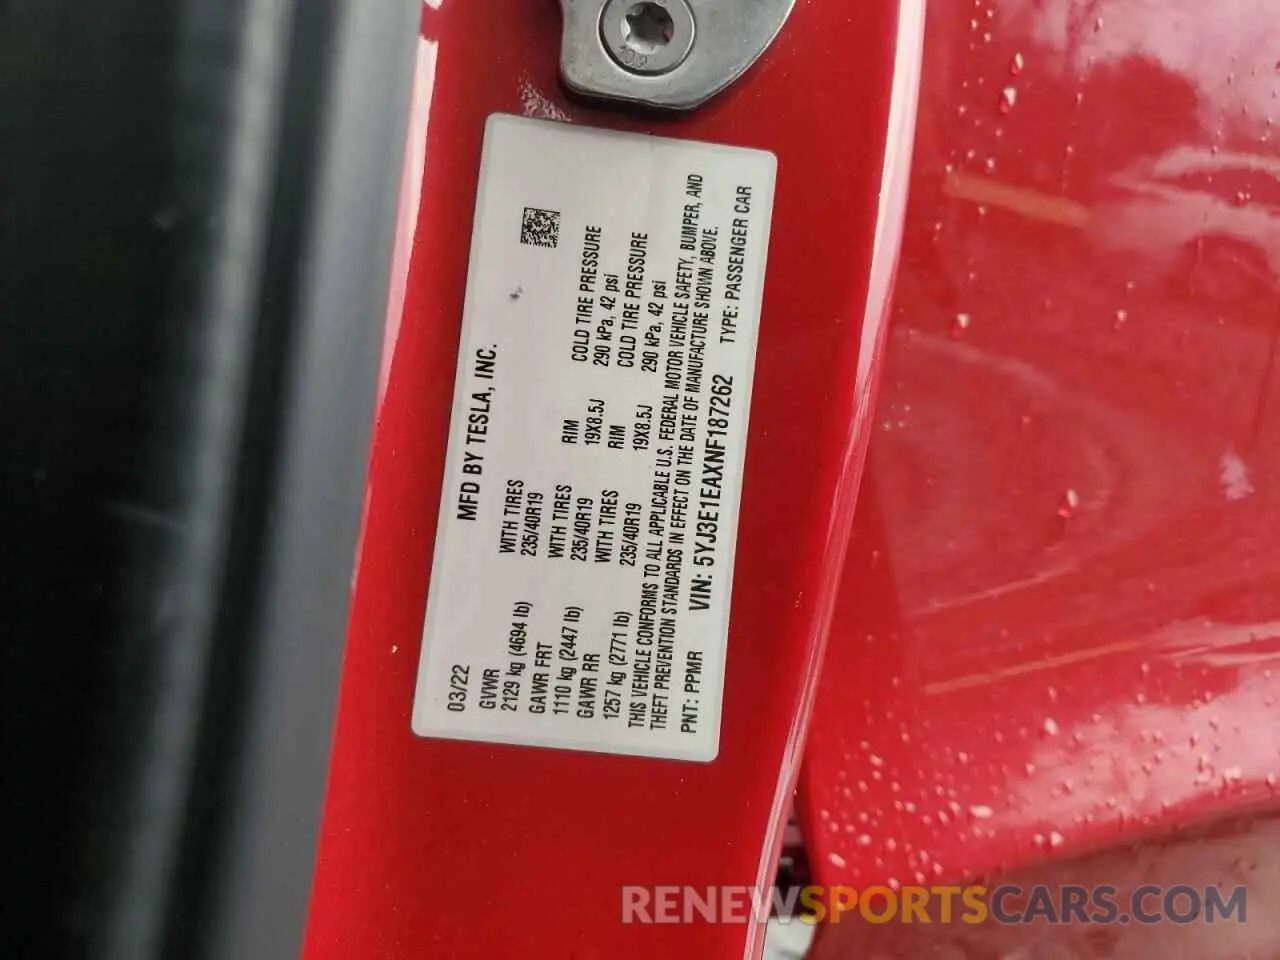 MFD BY TESLA, INC.
03/22
GVWR
2129 kg (4694 lb)
WITH TIRES
235/40R19
RIM
19X8.5J
COLD TIRE PRESSURE
290 kPa, 42 psi
GAWR FRT
1110 kg (2447 lb)
WITH TIRES
235/40R19
RIM
19X8.5J
COLD TIRE PRESSURE
290 kPa, 42 psi
GAWR RR
1257 kg (2771 lb)
WITH TIRES
235/40R19
THIS VEHICLE CONFORMS TO ALL APPLICABLE U.S. FEDERAL MOTOR VEHICLE SAFETY, BUMPER, AND
THEFT PREVENTION STANDARDS IN EFFECT ON THE DATE OF MANUFACTURE SHOWN ABOVE.
PNT: PPMR VIN: 5YJ3E1EAXNF187262 TYPE: PASSENGER CAR
RENEWSPORTSCARS.COM